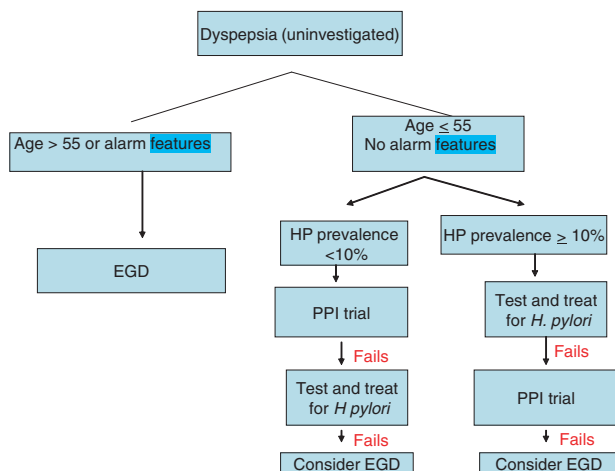 Dyspepsia (uninvestigated)
Age > 55 or alarm features
Age ≤ 55
No alarm features
EGD
HP prevalence
<10%
HP prevalence ≥ 10%
PPI trial
Test and treat
for H. pylori
Fails
Fails
Test and treat
for H pylori
PPI trial
Fails
Fails
Consider EGD
Consider EGD